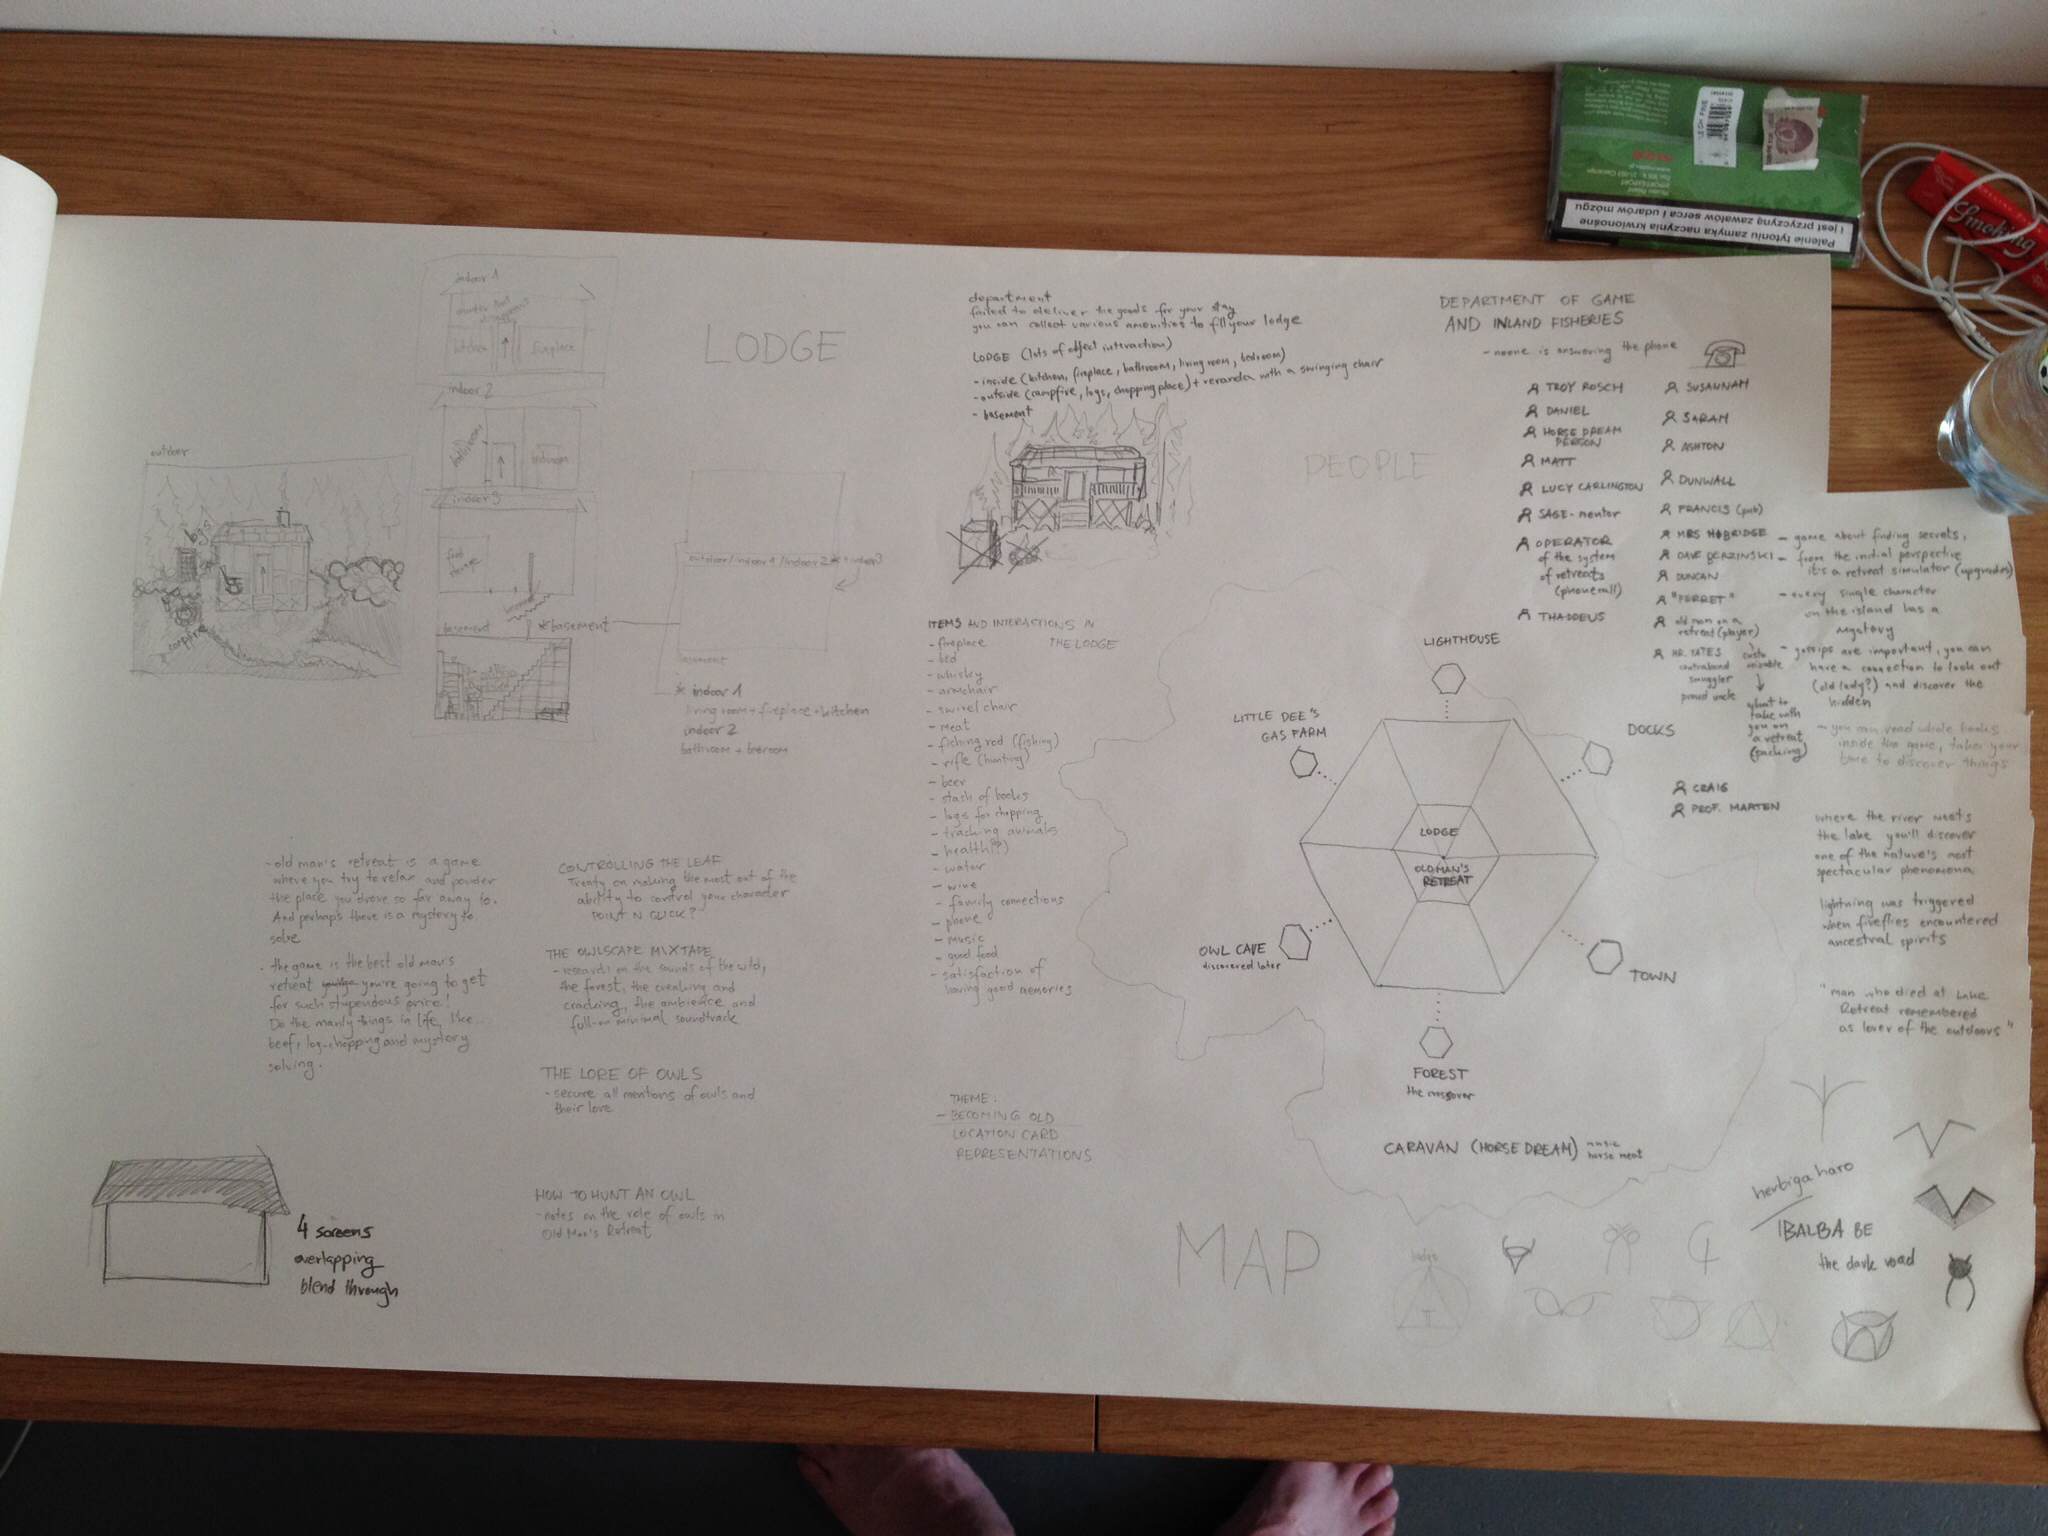 indoor 1
kitchen
fireplace
indoor 2
bathroom
bedroom
indoor 3
food
storage
basement
*basement
outdoor
logs
campfire
LODGE
outdoor/indoor 1/indoor 2
basement
* indoor 1
living room + fireplace + kitchen
indoor 2
bathroom + bedroom
- old man's retreat is a game
where you try to relax and ponder
the place you drove so far away to.
And perhaps there is a mystery to
solve
- the game is the best old man's
retreat you're going to get
for such stupendous price!
Do the manly things in life, like
beef, log-chopping and mystery
solving.
4 screens
overlapping
blend through
CONTROLLING THE LEAF
Treaty on making the most out of the
ability to control your character
POINT N CLICK?
THE OWLSCAPE MIXTAPE
- research on the sounds of the wild,
the forest, the creaking and
cracking, the ambience and
full-on minimal soundtrack
THE LORE OF OWLS
- secure all mentions of owls and
their love
HOW TO HUNT AN OWL
- notes on the role of owls in
Old Man's Retreat
department
failed to deliver the goods for your stay
you can collect various amenities to fill your lodge
LODGE (lots of object interaction)
- inside (kitchen, fireplace, bathroom, living room, bedroom)
- outside (campfire, logs, chopping place) + veranda with a swinging chair
- basement
ITEMS AND INTERACTIONS IN
THE LODGE
- fireplace
- bed
- whisky
- armchair
- swivel chair
- meat
- fishing rod (fishing)
- rifle (hunting)
- beer
- stash of books
- logs for chopping
- tracking animals
- health(?)
- water
- wine
- family connections
- phone
- music
- good food
- satisfaction of
having good memories
THEME:
- BECOMING OLD
LOCATION CARD
REPRESENTATIONS
PEOPLE
DEPARTMENT OF GAME
AND INLAND FISHERIES
- noone is answering the phone
TROY ROSCH
DANIEL
HORSE DREAM
PERSON
MATT
LUCY CARLINGTON
SAGE - mentor
OPERATOR
of the system
of retreats
(phone call)
THADDEUS
SUSANNAH
SARAH
ASHTON
DUNWALL
FRANCIS (pub)
MRS HABRIDGE
DAVE BERZINSKI
DUNCAN
"FERRET"
old man on a
retreat (player)
MR. YATES
contraband
smuggler
proud uncle
customizable
what to
take with
you on
a retreat
(packing)
CRAIG
PROF. MARTEN
- game about finding secrets,
- from the initial perspective
it's a retreat simulator (upgrades)
- every single character
on the island has a
mystery
- gossips are important, you can
have a connection to look out
(old lady?) and discover the
hidden
- you can read whole books
inside the game, take your
time to discover things
where the river meets
the lake you'll discover
one of the nature's most
spectacular phenomena
lightning was triggered
when fireflies encountered
ancestral spirits
"man who died at Lake
Retreat remembered
as lover of the outdoors"
LIGHTHOUSE
LITTLE DEE'S
GAS FARM
DOCKS
LODGE
OLD MAN'S
RETREAT
OWL CAVE
discovered later
TOWN
FOREST
the crossover
CARAVAN (HORSE DREAM)
music
horse meat
MAP
lodge
T
herbiga haro
IBALBA BE
the dark road
Palenie tytoniu zamyka naczynia krwionośne
i jest przyczyną zawałów serca i udarów mózgu
Smoking